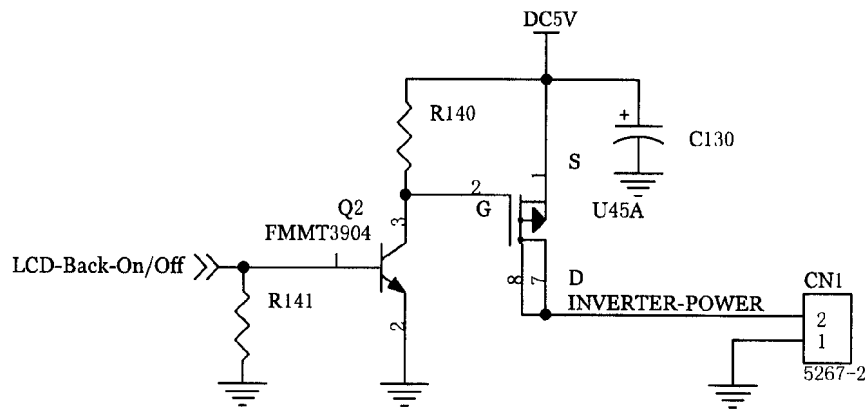 DC5V
R140
C130
S
1
2
G
U45A
Q2
3
FMMT3904
LCD-Back-On/Off
1
R141
2
8
7
D
INVERTER-POWER
CN1
2
1
5267-2
+